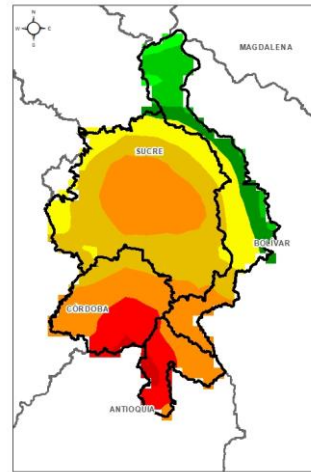 N
W E
S
MAGDALENA
SUCRE
BOLIVAR
CÓRDOBA
ANTIOQUIA